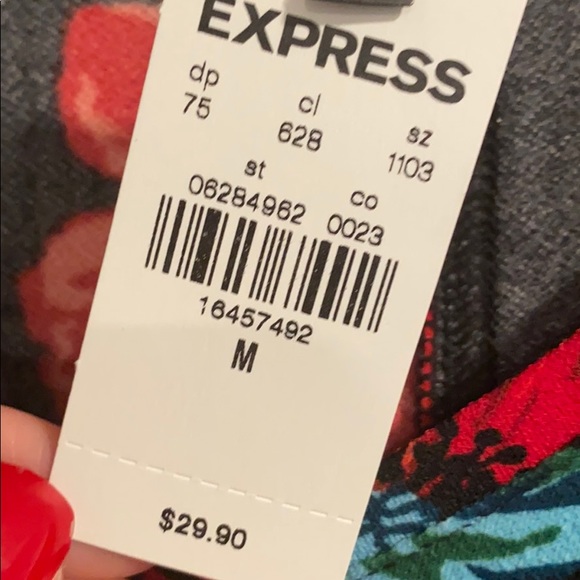 EXPRESS
dp cl sz
75 628 1103
st co
06284962 0023
16457492
M
$29.90